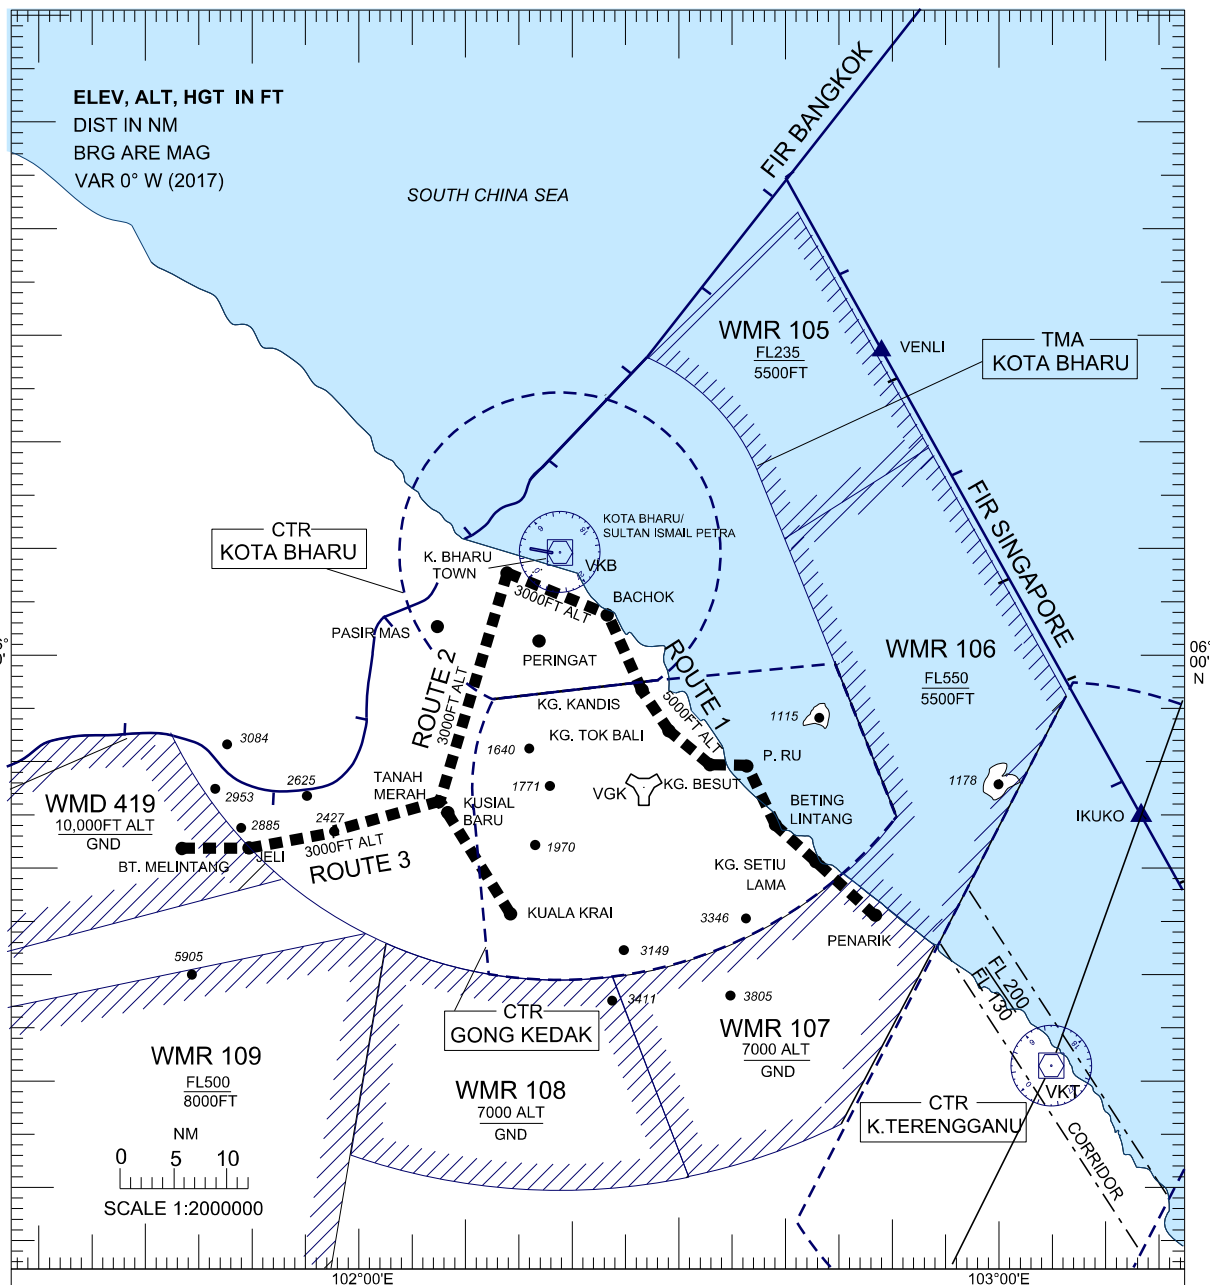 ELEV, ALT, HGT IN FT
DIST IN NM
BRG ARE MAG
VAR 0° W (2017)
SOUTH CHINA SEA
FIR BANGKOK
WMR 105
FL235
5500FT
VENLI
TMA
KOTA BHARU
FIR SINGAPORE
CTR
KOTA BHARU
KOTA BHARU/
SULTAN ISMAIL PETRA
K. BHARU
TOWN
VKB
3000FT ALT
BACHOK
PASIR MAS
PERINGAT
ROUTE 2
3000FT ALT
ROUTE 1
5000FT ALT
KG. KANDIS
KG. TOK BALI
WMR 106
FL550
5500FT
06°
00'
N
1115
1178
P. RU
KG. BESUT
VGK
BETING
LINTANG
IKUKO
3084
2953
2625
2885
2427
1640
1771
1970
TANAH
MERAH
KUSIAL
BARU
WMD 419
10,000FT ALT
GND
BT. MELINTANG
JELI
3000FT ALT
ROUTE 3
KUALA KRAI
KG. SETIU
LAMA
PENARIK
3346
3149
3411
3805
5905
CTR
GONG KEDAK
WMR 107
7000 ALT
GND
WMR 108
7000 ALT
GND
WMR 109
FL500
8000FT
FL 200
FL 130
VKT
CORRIDOR
CTR
K.TERENGGANU
NM
0 5 10
SCALE 1:2000000
102°00'E
103°00'E